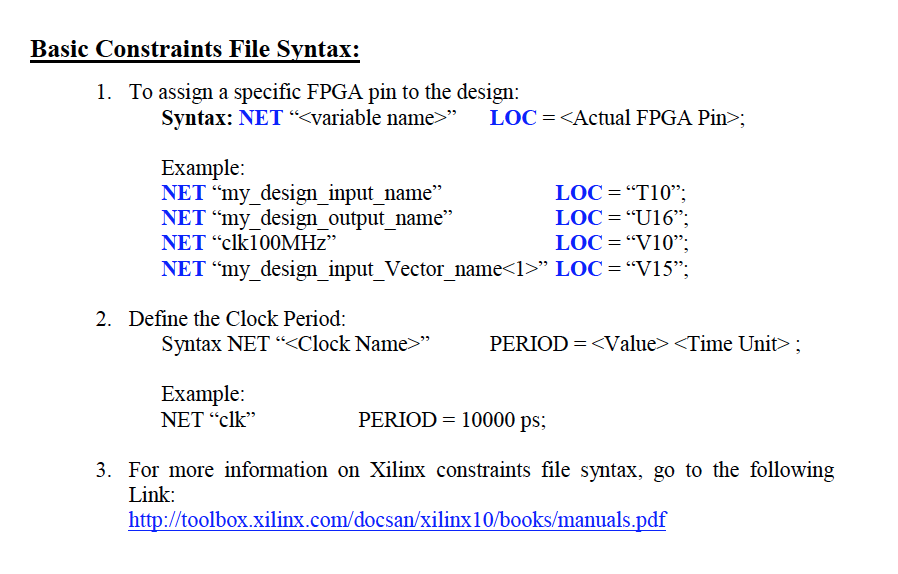 Basic Constraints File Syntax:
1. To assign a specific FPGA pin to the design:
Syntax: NET “<variable name>” LOC = <Actual FPGA Pin>;
Example:
NET “my_design_input_name” LOC = “T10”;
NET “my_design_output_name” LOC = “U16”;
NET “clk100MHz” LOC = “V10”;
NET “my_design_input_Vector_name<1>” LOC = “V15”;
2. Define the Clock Period:
Syntax NET “<Clock Name>” PERIOD = <Value> <Time Unit> ;
Example:
NET “clk” PERIOD = 10000 ps;
3. For more information on Xilinx constraints file syntax, go to the following
Link:
http://toolbox.xilinx.com/docsan/xilinx10/books/manuals.pdf